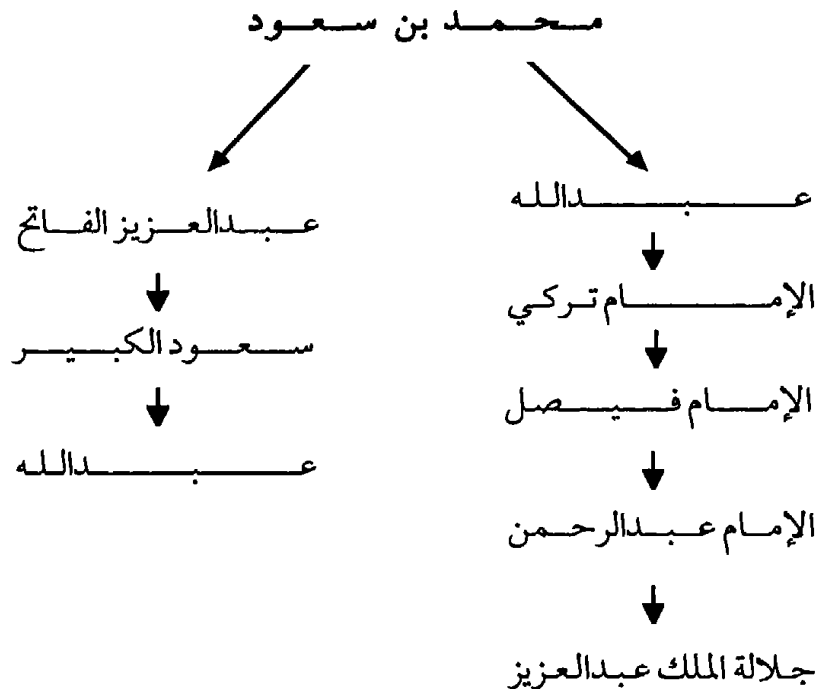 محمد بن سعود
عبدالله
الإمام تركي
الإمام فيصل
الإمام عبدالرحمن
جلالة الملك عبدالعزيز
عبدالعزيز الفاتح
سعود الكبير
عبدالله